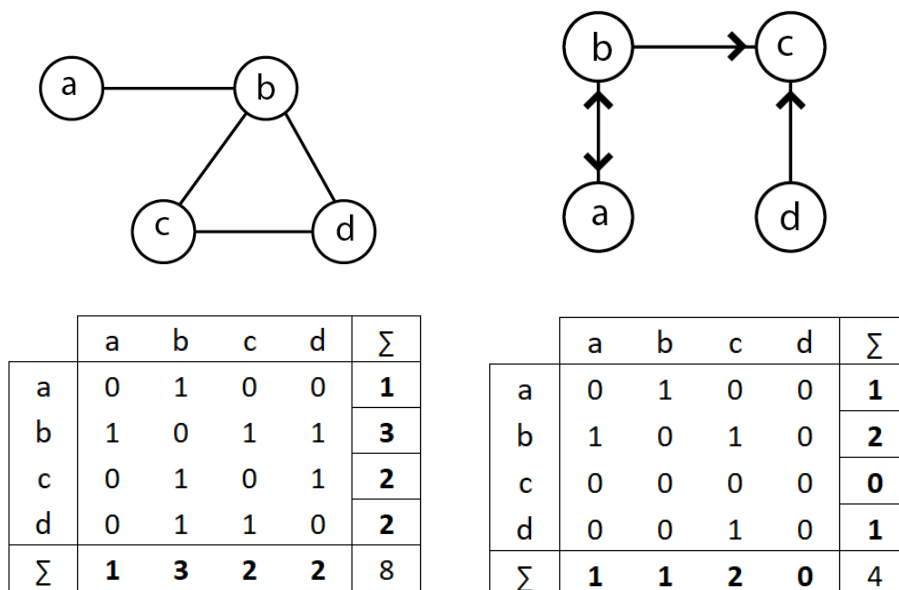 a b
c d
b c
a d
a b c d ∑
a 0 1 0 0 1
b 1 0 1 1 3
c 0 1 0 1 2
d 0 1 1 0 2
∑ 1 3 2 2 8
a b c d ∑
a 0 1 0 0 1
b 1 0 1 0 2
c 0 0 0 0 0
d 0 0 1 0 1
∑ 1 1 2 0 4